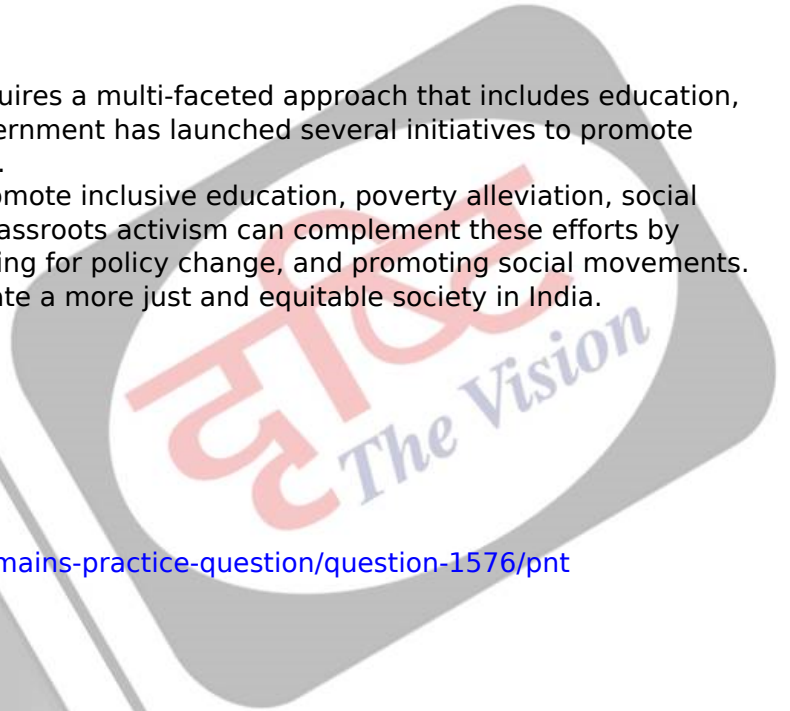 uires a multi-faceted approach that includes education,
ernment has launched several initiatives to promote
.
omote inclusive education, poverty alleviation, social
assroots activism can complement these efforts by
ing for policy change, and promoting social movements.
ate a more just and equitable society in India.
दृष्टि
The Vision
mains-practice-question/question-1576/pnt